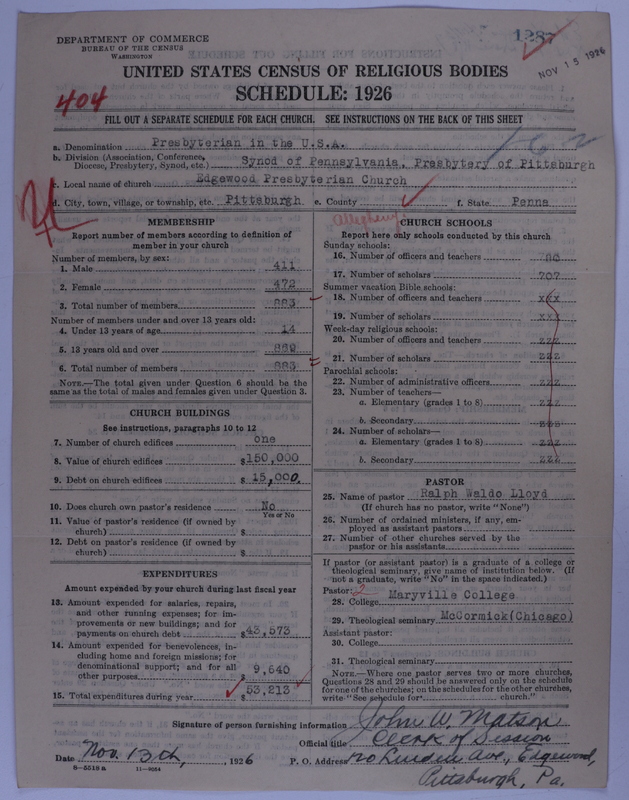 DEPARTMENT OF COMMERCE
BUREAU OF THE CENSUS
WASHINGTON
1287
NOV 15 1926
UNITED STATES CENSUS OF RELIGIOUS BODIES
SCHEDULE: 1926
404
FILL OUT A SEPARATE SCHEDULE FOR EACH CHURCH. SEE INSTRUCTIONS ON THE BACK OF THIS SHEET
162
a. Denomination Presbyterian in the U.S.A.
b. Division (Association, Conference, Diocese, Presbytery, Synod, etc.) Synod of Pennsylvania, Presbytery of Pittsburgh
c. Local name of church Edgewood Presbyterian Church
d. City, town, village, or township, etc. Pittsburgh e. County Allegheny f. State Penna
MEMBERSHIP
Report number of members according to definition of
member in your church
Number of members, by sex:
1. Male 411
2. Female 472
3. Total number of members 883
Number of members under and over 13 years old:
4. Under 13 years of age 14
5. 13 years old and over 869
6. Total number of members 883
NOTE.—The total given under Question 6 should be the
same as the total of males and females given under Question 3.
CHURCH BUILDINGS
See instructions, paragraphs 10 to 12
7. Number of church edifices one
8. Value of church edifices $150,000
9. Debt on church edifices $15,000.
10. Does church own pastor's residence? No
Yes or No
11. Value of pastor's residence (if owned by
church) $
12. Debt on pastor's residence (if owned by
church) $
EXPENDITURES
Amount expended by your church during last fiscal year
13. Amount expended for salaries, repairs,
and other running expenses; for im-
provements or new buildings; and for
payments on church debt $43,573
14. Amount expended for benevolences, in-
cluding home and foreign missions; for
denominational support; and for all
other purposes 9,640
15. Total expenditures during year $53,213
CHURCH SCHOOLS
Report here only schools conducted by this church
Sunday schools:
16. Number of officers and teachers 80
17. Number of scholars 707
Summer vacation Bible schools:
18. Number of officers and teachers xxx
19. Number of scholars xxx
Week-day religious schools:
20. Number of officers and teachers zzz
21. Number of scholars zzz
Parochial schools:
22. Number of administrative officers zzz
23. Number of teachers—
a. Elementary (grades 1 to 8) zzz
b. Secondary zzz
24. Number of scholars—
a. Elementary (grades 1 to 8) zzz
b. Secondary zzz
PASTOR
25. Name of pastor Ralph Waldo Lloyd
(If church has no pastor, write "None")
26. Number of ordained ministers, if any, em-
ployed as assistant pastors
27. Number of other churches served by the
pastor or his assistants
If pastor (or assistant pastor) is a graduate of a college or
theological seminary, give name of institution below. (If
not a graduate, write "No" in the space indicated.)
Pastor: 2
28. College Maryville College
29. Theological seminary McCormick(Chicago)
Assistant pastor:
30. College
31. Theological seminary
NOTE.—Where one pastor serves two or more churches,
Questions 28 and 29 should be answered only on the schedule
for one of the churches; on the schedules for the other churches,
write "See schedule for church."
Signature of person furnishing information John W. Matson
Official title Clerk of Session
Date Nov. 13th, 1926 P. O. Address Linden Ave., Edgewood,
Pittsburgh, Pa.
8—5518 a 11—9054